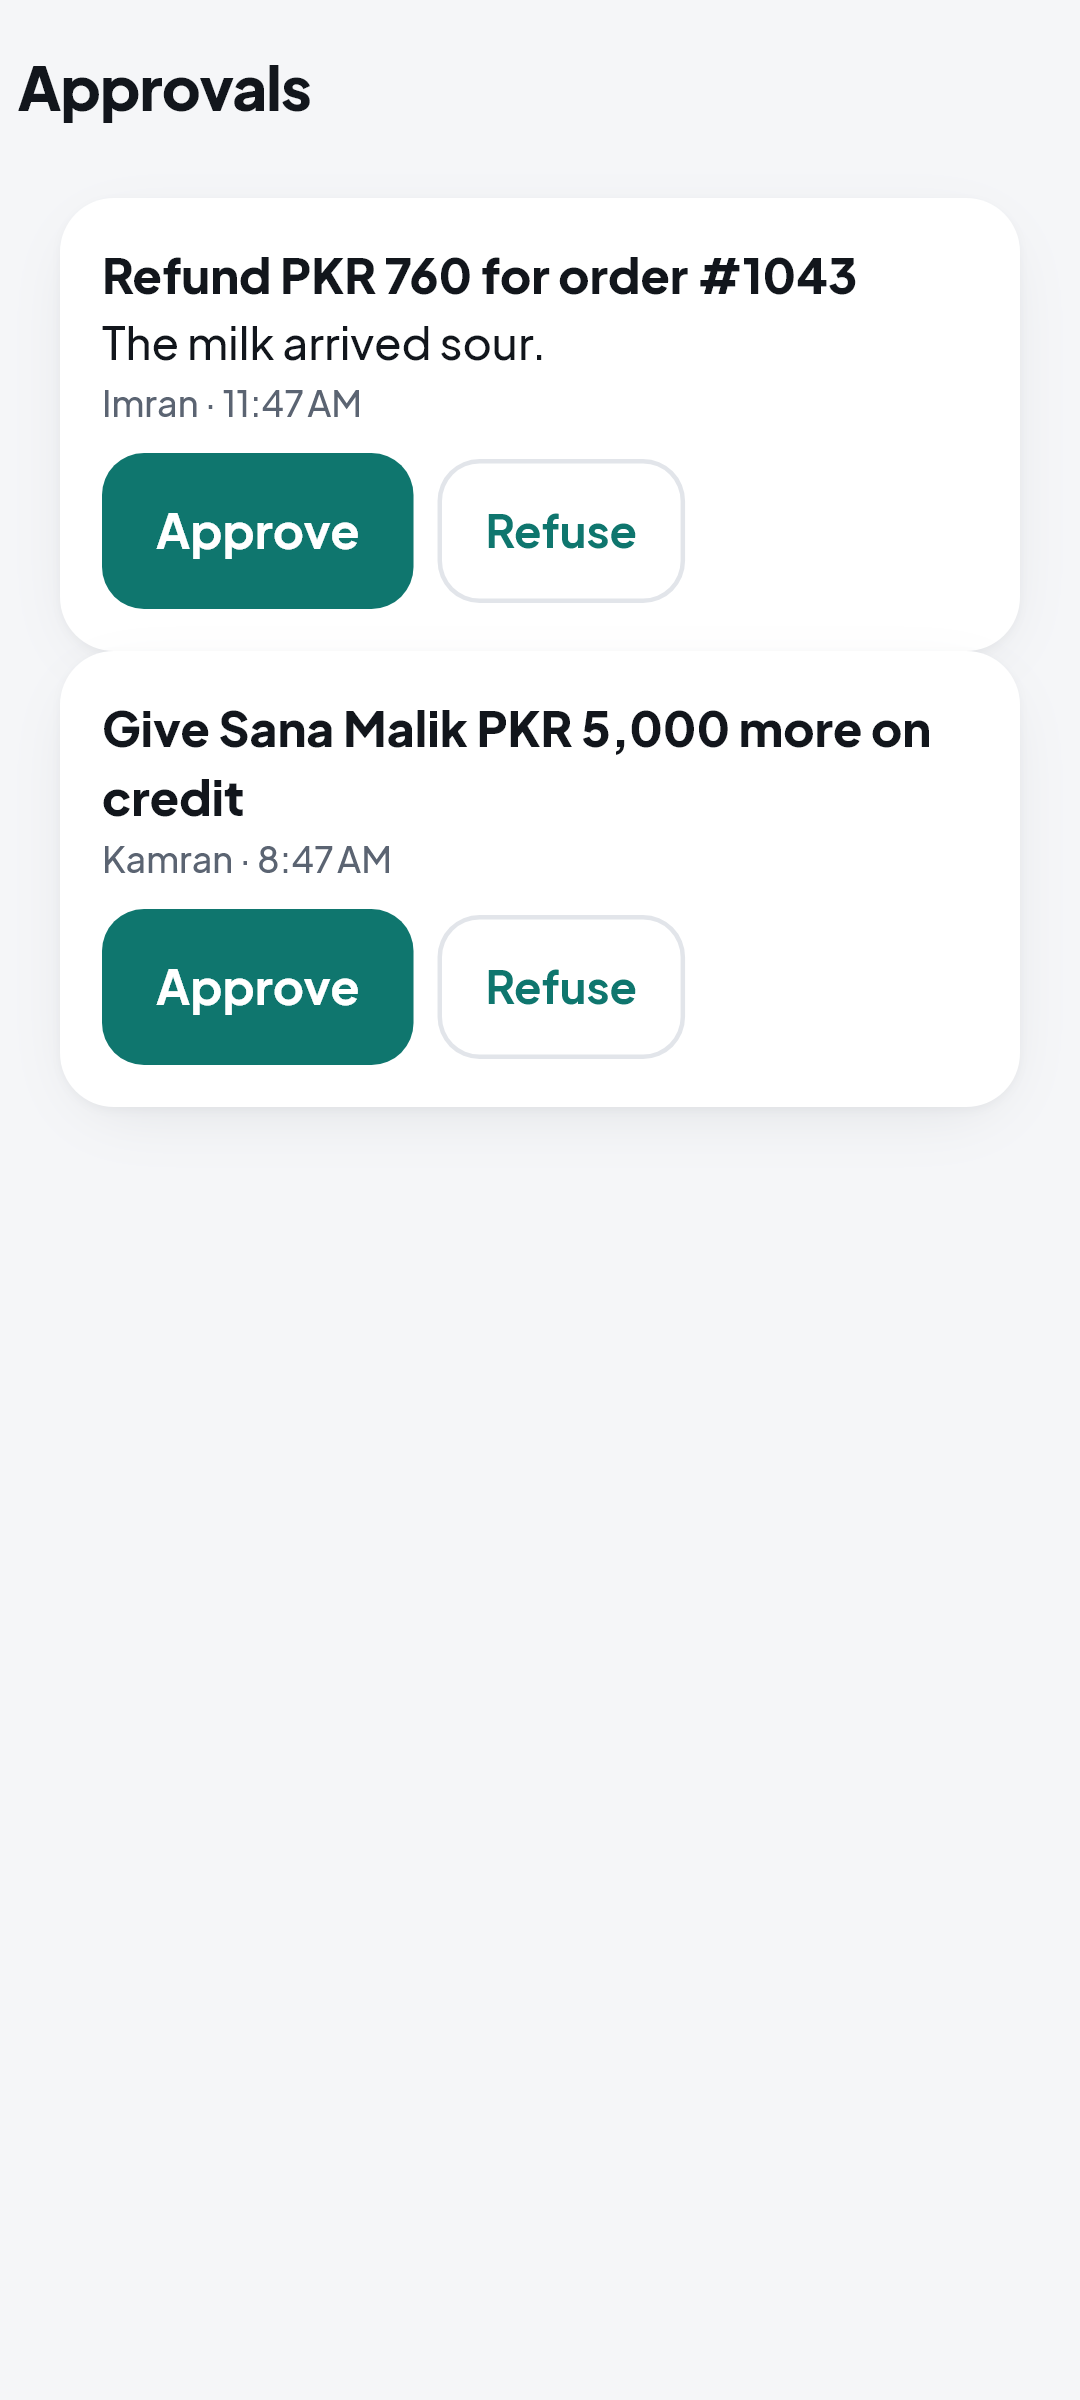 Approvals
Refund PKR 760 for order #1043
The milk arrived sour.
Imran · 11:47 AM
Approve
Refuse
Give Sana Malik PKR 5,000 more on
credit
Kamran · 8:47 AM
Approve
Refuse